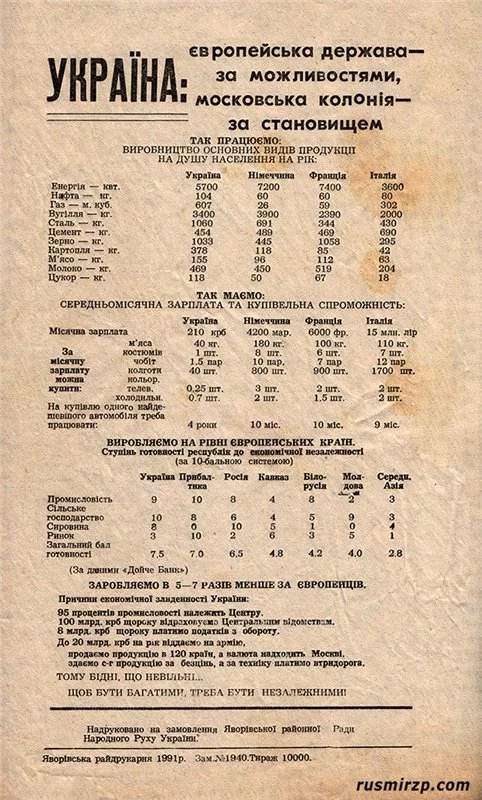 УКРАЇНА:
європейська держава—
за можливостями,
московська колонія—
за становищем
ТАК ПРАЦЮЄМО:
ВИРОБНИЦТВО ОСНОВНИХ ВИДІВ ПРОДУКЦІЇ
НА ДУШУ НАСЕЛЕННЯ НА РІК:
Україна Німеччина Франція Італія
Енергія — квт. 5700 7200 7400 3600
Нафта — кг. 104 60 60 80
Газ — м. куб. 607 26 59 302
Вугілля — кг. 3400 3900 2390 2000
Сталь — кг. 1060 691 344 430
Цемент — кг. 454 489 469 690
Зерно — кг. 1033 445 1058 295
Картопля — кг. 378 118 85 42
М'ясо — кг. 155 96 112 63
Молоко — кг. 469 450 519 204
Цукор — кг. 118 50 67 18
ТАК МАЄМО:
СЕРЕДНЬОМІСЯЧНА ЗАРПЛАТА ТА КУПІВЕЛЬНА СПРОМОЖНІСТЬ:
Україна Німеччина Франція Італія
Місячна зарплата 210 крб 4200 мар. 6000 фр. 15 млн. лір
м'яса 40 кг. 180 кг. 100 кг. 110 кг.
За костюмів 1 шт. 8 шт. 6 шт. 7 шт.
місячну чобіт 1,5 пар 10 пар. 7 пар 12 пар
зарплату колготи 40 шт. 800 шт. 900 шт. 1700 шт.
можна кольор.
купити: телев. 0,25 шт. 3 шт. 2 шт. 2 шт.
холодильн. 0.7 шт. 2 шт. 1,5 шт. 2 шт.
На купівлю одного найде-
шевшого автомобіля треба
працювати: 4 роки 10 міс. 10 міс. 9 міс.
ВИРОБЛЯЄМО НА РІВНІ ЄВРОПЕЙСЬКИХ КРАЇН.
Ступінь готовності республік до економічної незалежності
(за 10-бальною системою)
Україна Прибал- Росія Кавказ Біло- Мол- Середн.
тика русія дова Азія
Промисловість 9 10 8 4 8 2 3
Сільське
господарство 10 8 6 4 5 9 3
Сировина 8 0 10 5 1 0 4
Ринок 3 10 2 6 3 5 1
Загальний бал
готовності 7.5 7.0 6.5 4.8 4.2 4.0 2.8
(За даними «Дойче Банк»)
ЗАРОБЛЯЄМО В 5—7 РАЗІВ МЕНШЕ ЗА ЄВРОПЕЙЦІВ.
Причини економічної злиденності України:
95 процентів промисловості належить Центру.
100 млрд. крб щороку відраховуємо Центральним відомствам.
8 млрд. крб щороку платимо податків з обороту.
До 20 млрд. крб на рік віддаємо на армію,
продаємо продукцію в 120 країн, а валюта надходить Москві,
здаємо с-г продукцію за безцінь, а за техніку платимо втридорога.
ТОМУ БІДНІ, ЩО НЕВІЛЬНІ...
ЩОБ БУТИ БАГАТИМИ, ТРЕБА БУТИ НЕЗАЛЕЖНИМИ!
Надруковано на замовлення Яворівської районної Ради
Народного Руху України.
Яворівська райдрукарня 1991р. Зам.№1940.Тираж 10000.
rusmirzp.com